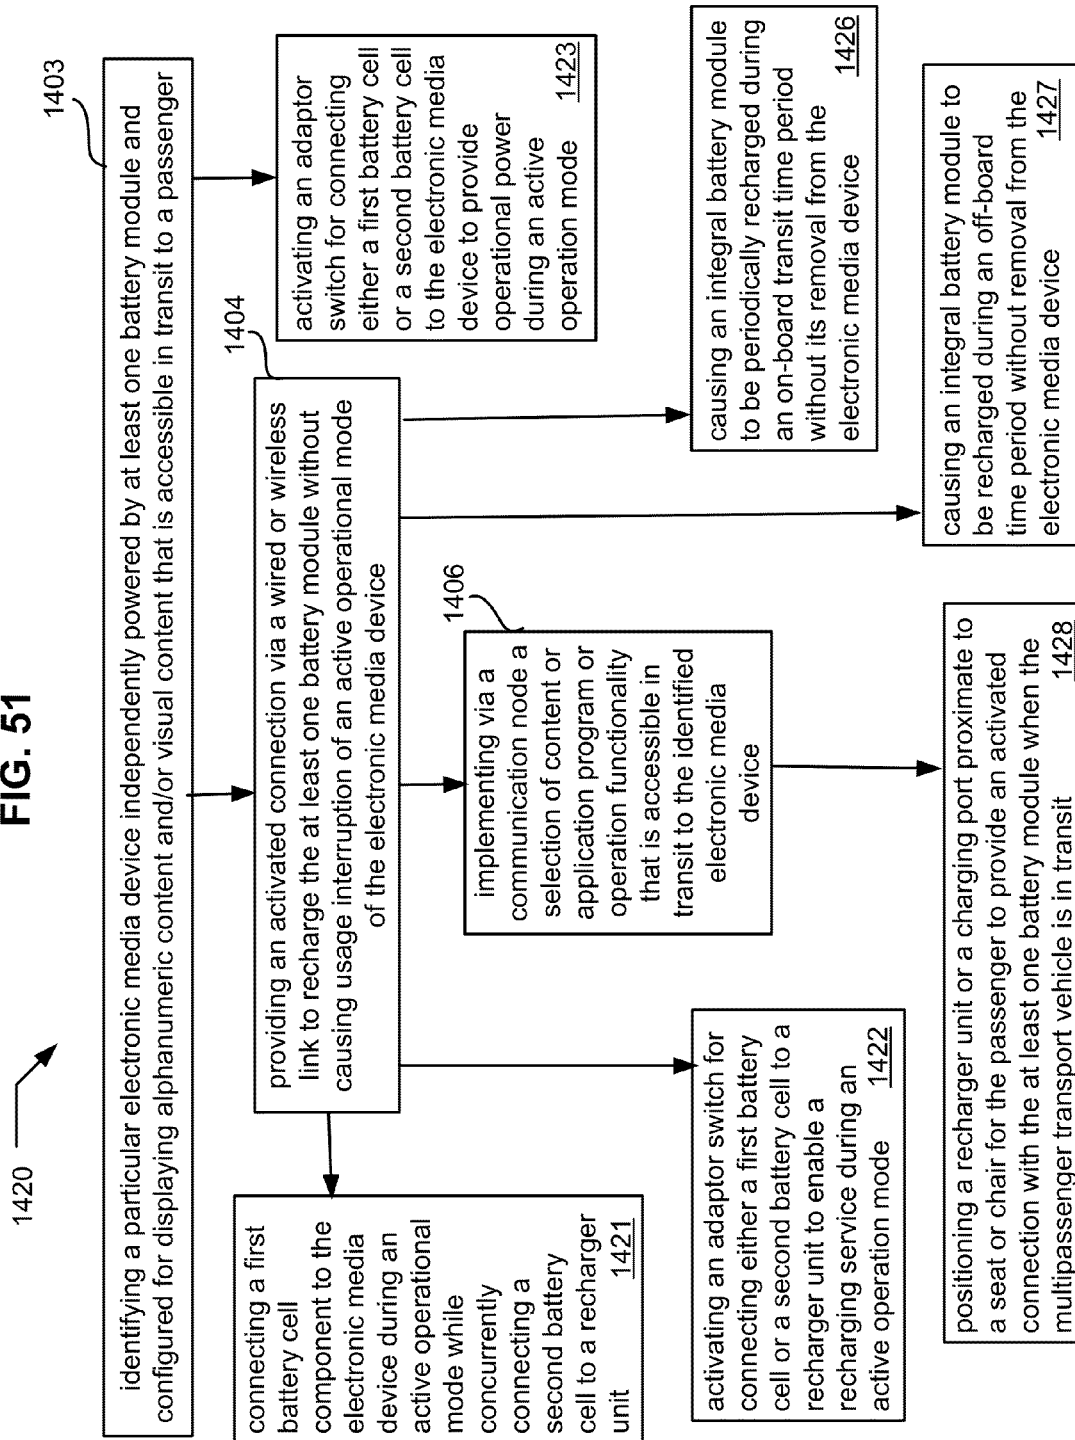 FIG. 51
1420
1403
identifying a particular electronic media device independently powered by at least one battery module and
configured for displaying alphanumeric content and/or visual content that is accessible in transit to a passenger
1404
providing an activated connection via a wired or wireless
link to recharge the at least one battery module without
causing usage interruption of an active operational mode
of the electronic media device
activating an adaptor
switch for connecting
either a first battery cell
or a second battery cell
to the electronic media
device to provide
operational power
during an active
operation mode 1423
connecting a first
battery cell
component to the
electronic media
device during an
active operational
mode while
concurrently
connecting a
second battery
cell to a recharger
unit 1421
1406
implementing via a
communication node a
selection of content or
application program or
operation functionality
that is accessible in
transit to the identified
electronic media
device
activating an adaptor switch for
connecting either a first battery
cell or a second battery cell to a
recharger unit to enable a
recharging service during an
active operation mode 1422
causing an integral battery module
to be periodically recharged during
an on-board transit time period
without its removal from the
electronic media device 1426
positioning a recharger unit or a charging port proximate to
a seat or chair for the passenger to provide an activated
connection with the at least one battery module when the
multipassenger transport vehicle is in transit 1428
causing an integral battery module to
be recharged during an off-board
time period without removal from the
electronic media device 1427